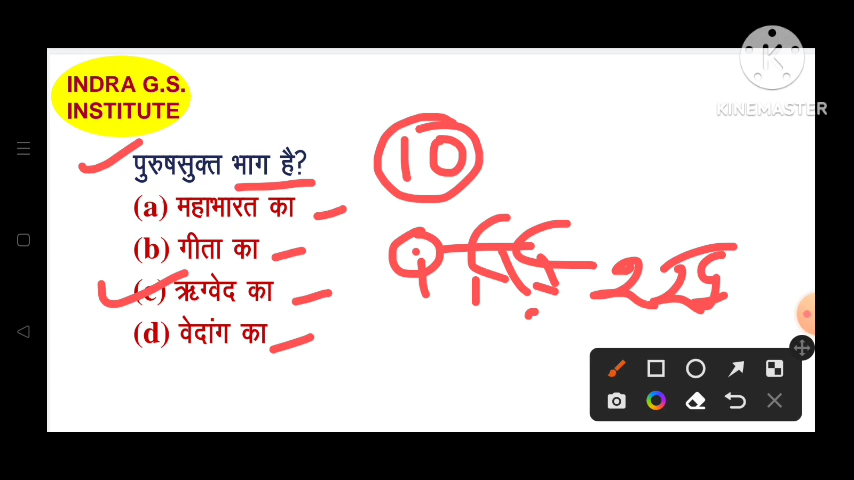 INDRA G.S.
INSTITUTE
KINEMASTER
पुरुषसुक्त भाग है?
10
(a) महाभारत का
(b) गीता का
(c) ऋग्वेद का
(d) वेदांग का